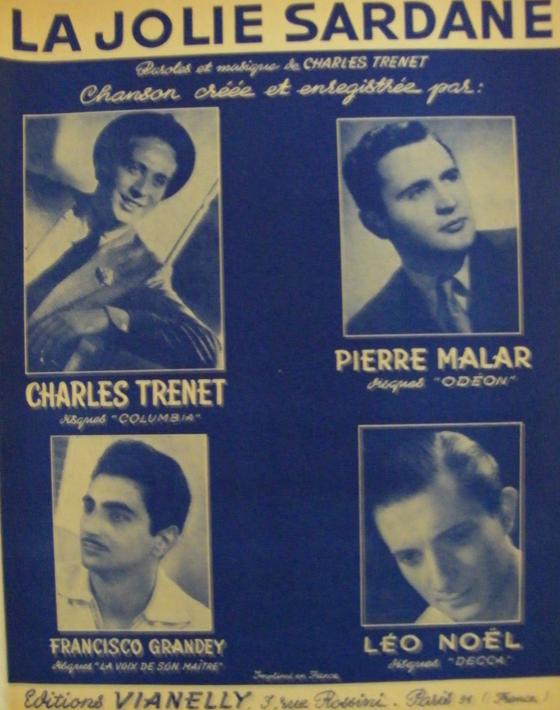 LA JOLIE SARDANE
Paroles et musique de CHARLES TRENET
Chanson créée et enregistrée par:
PIERRE MALAR
disques "ODÉON"
CHARLES TRENET
disques "COLUMBIA"
FRANCISCO GRANDEY
disques "LA VOIX DE SON MAÎTRE"
LÉO NOËL
disques "DECCA"
Imprimé en France
Editions VIANELLY, 3, rue Rossini. Paris 9e (France)